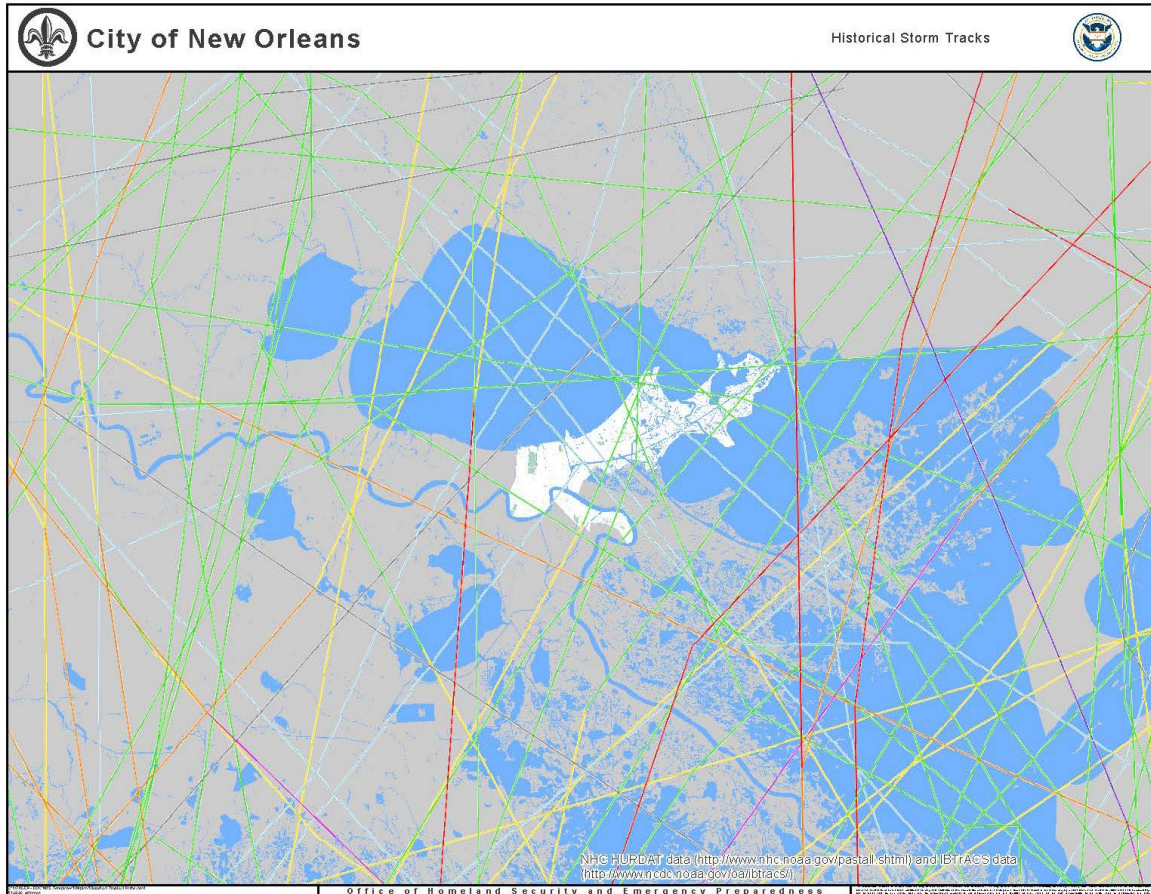 City of New Orleans
Historical Storm Tracks
NHC HURDAT data (http://www.nhc.noaa.gov/pastall.shtml) and IBTrACS data
(http://www.ncdc.noaa.gov/oa/ibtracs/)
Office of Homeland Security and Emergency Preparedness